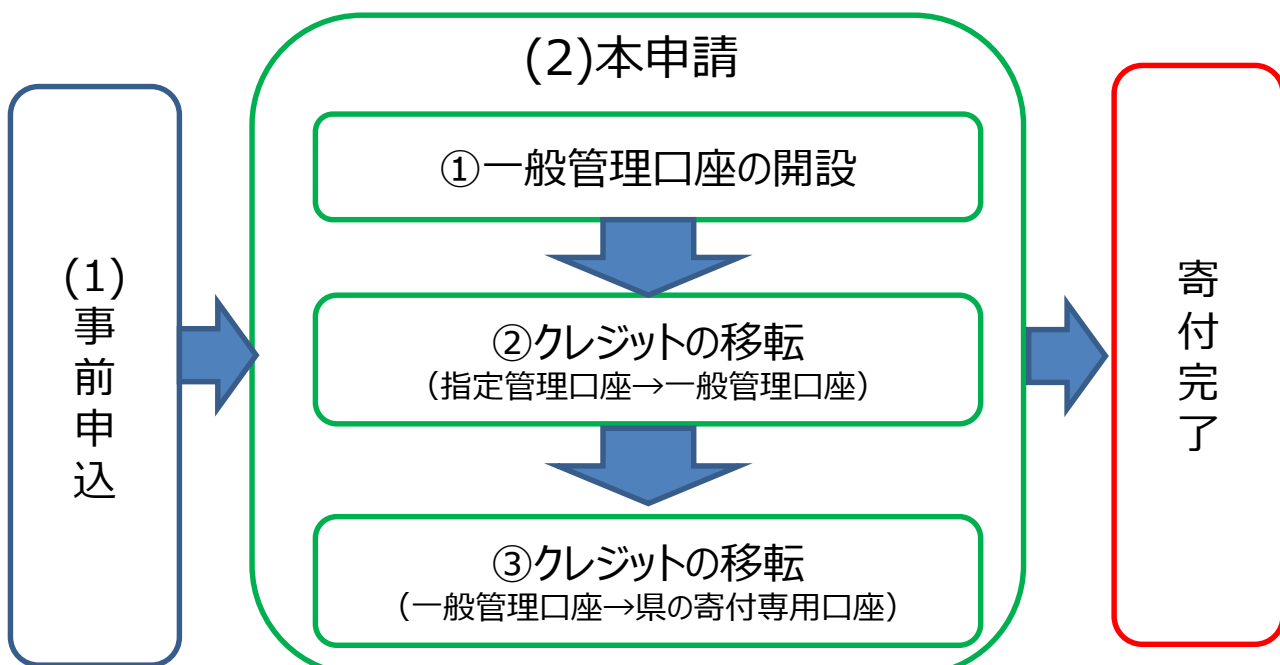 (1)事前申込
(2)本申請
①一般管理口座の開設
②クレジットの移転
（指定管理口座→一般管理口座）
③クレジットの移転
（一般管理口座→県の寄付専用口座）
寄付完了